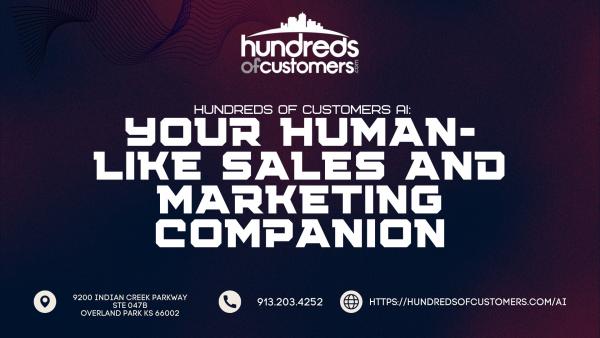 hundreds
ofcustomers.com
HUNDREDS OF CUSTOMERS AI:
YOUR HUMAN-
LIKE SALES AND
MARKETING
COMPANION
9200 INDIAN CREEK PARKWAY
STE 047B
OVERLAND PARK KS 66002
913.203.4252
HTTPS://HUNDREDSOFCUSTOMERS.COM/AI